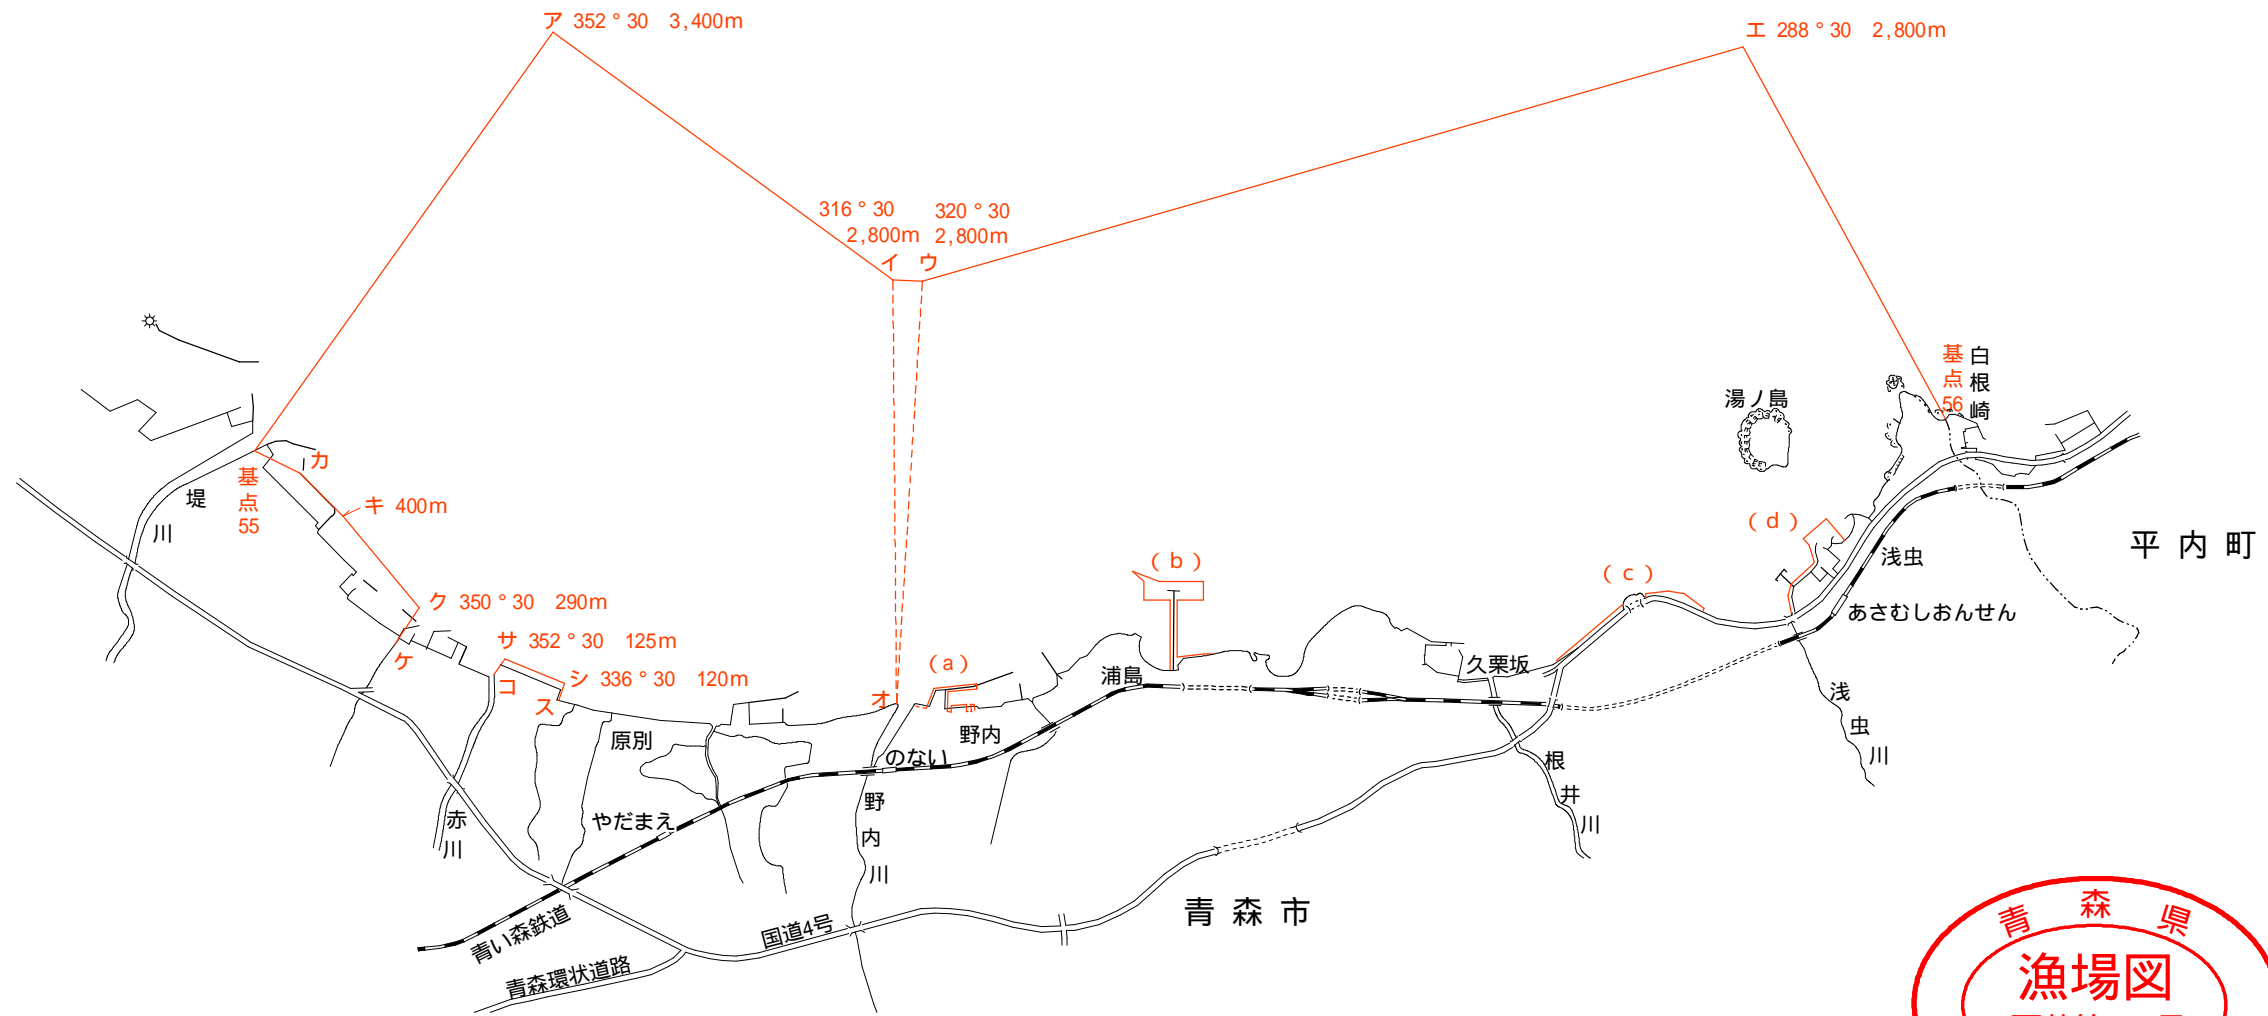 ア 352°30 3,400m
エ 288°30 2,800m
316°30
2,800m
320°30
2,800m
イ
ウ
基点56
白根崎
湯ノ島
基点55
堤川
カ
キ 400m
ク 350°30 290m
ケ
サ 352°30 125m
コ
シ 336°30 120m
ス
オ
(a)
(b)
(c)
(d)
浦島
久栗坂
浅虫
あさむしおんせん
平内町
原別
野内
のない
やだまえ
赤川
野内川
根井川
浅虫川
青森市
青い森鉄道
国道4号
青森環状道路
青森県
漁場図